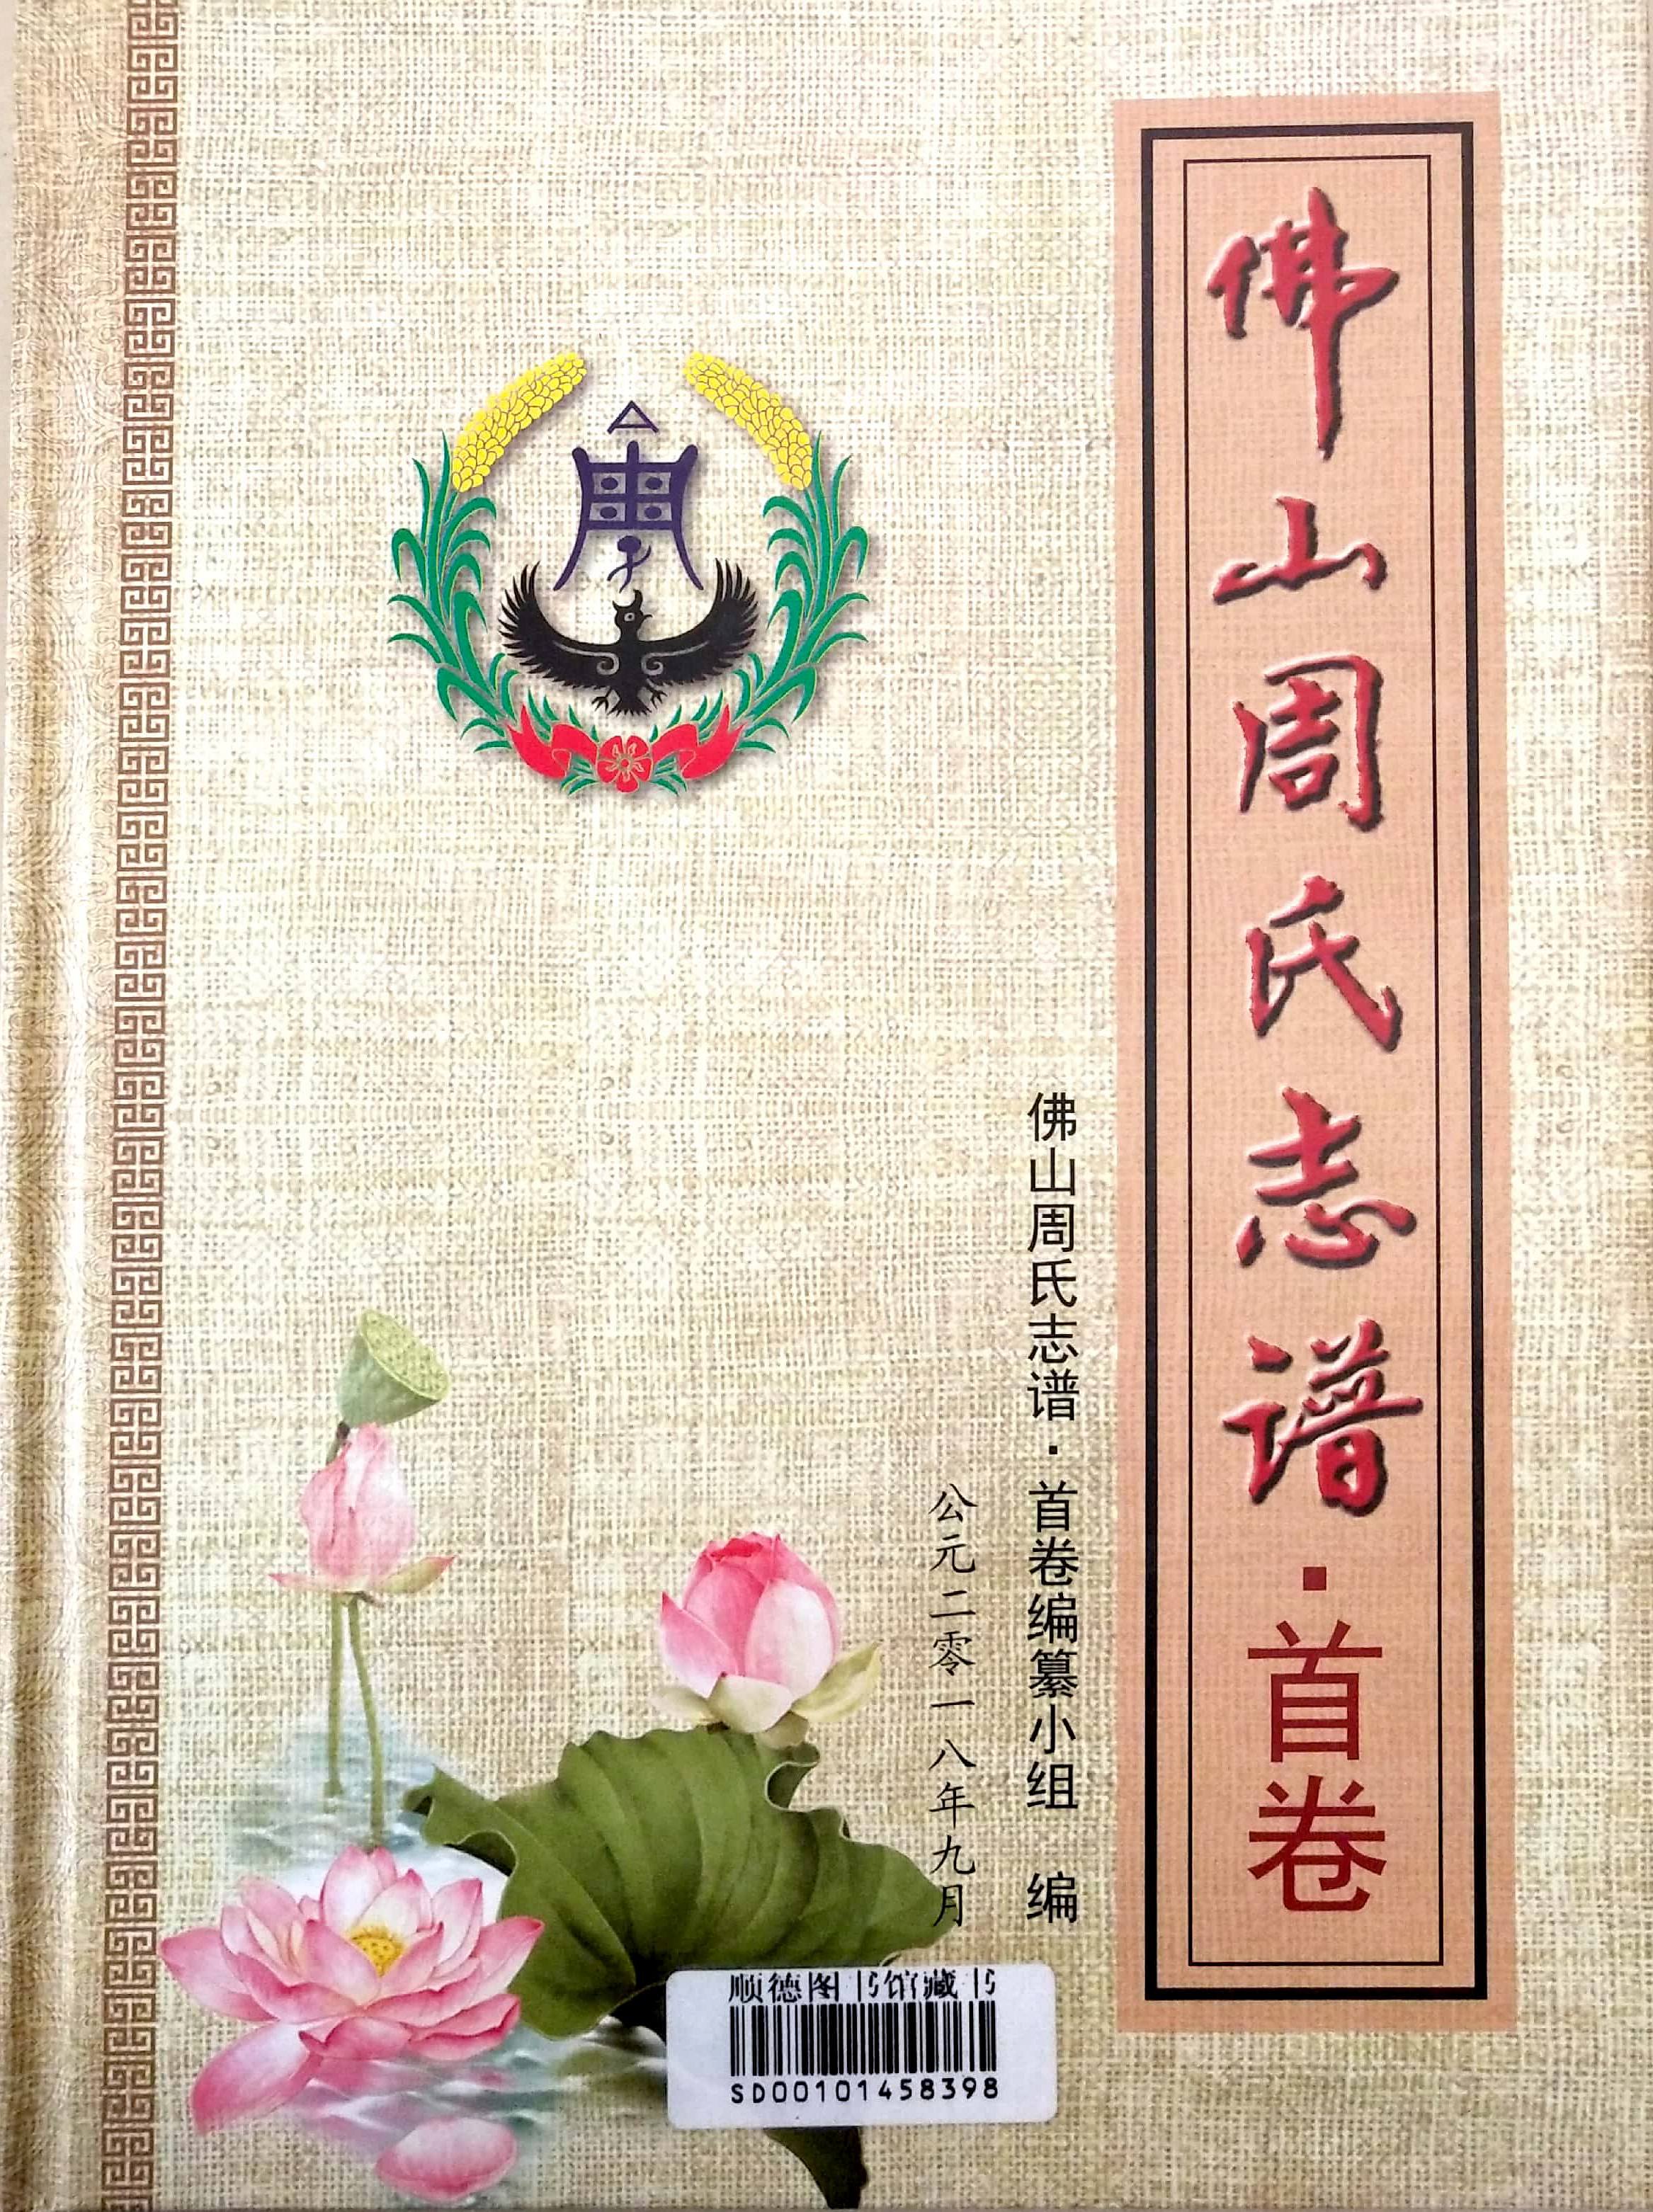 佛山周氏志谱·首卷
佛山周氏志谱·首卷编纂小组 编
公元二零一八年九月
顺德图书馆藏书
SD00101458398